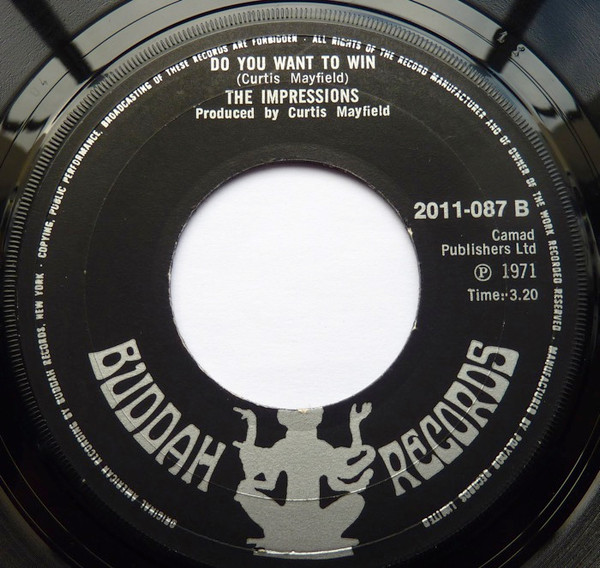 COPYING, PUBLIC PERFORMANCE, BROADCASTING OF THESE RECORDS ARE FORBIDDEN · ALL RIGHTS OF THE RECORD MANUFACTURER AND OF OWNER OF THE WORK RECORDED RESERVED · MANUFACTURED BY POLYDOR RECORDS LIMITED
DO YOU WANT TO WIN
(Curtis Mayfield)
THE IMPRESSIONS
Produced by Curtis Mayfield
2011-087 B
Camad
Publishers Ltd
Ⓟ 1971
Time: 3.20
BUDDAH RECORDS
ORIGINAL AMERICAN RECORDING BY BUDDAH RECORDS, NEW YORK